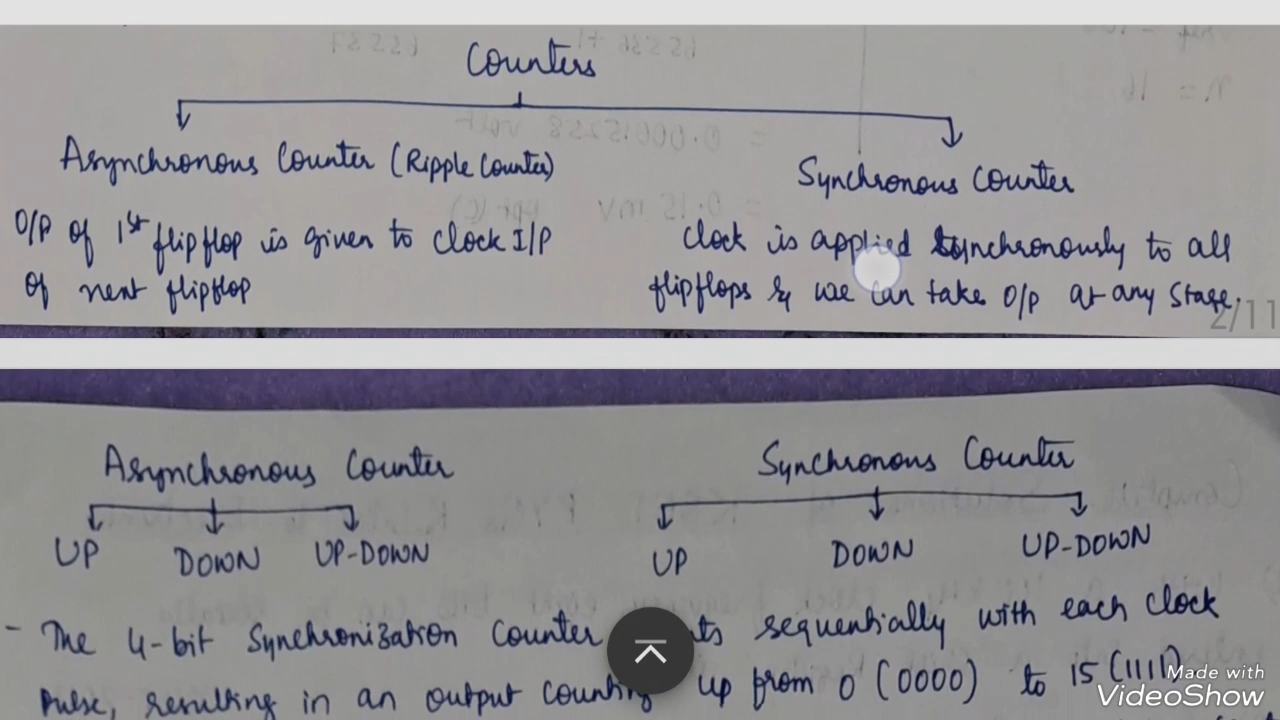 Counters
Asynchronous Counter (Ripple Counter)
Synchronous Counter
O/P of 1st flipflop is given to Clock I/P
of next flipflop
Clock is applied Synchronously to all
flipflops & we can take O/P at any Stage.
2/11
Asynchronous Counter
Synchronous Counter
UP DOWN UP-DOWN
UP DOWN UP-DOWN
- The 4-bit Synchronization Counter sequentially with each clock
pulse, resulting in an output counting up from 0 (0000) to 15 (1111)
Made with
VideoShow